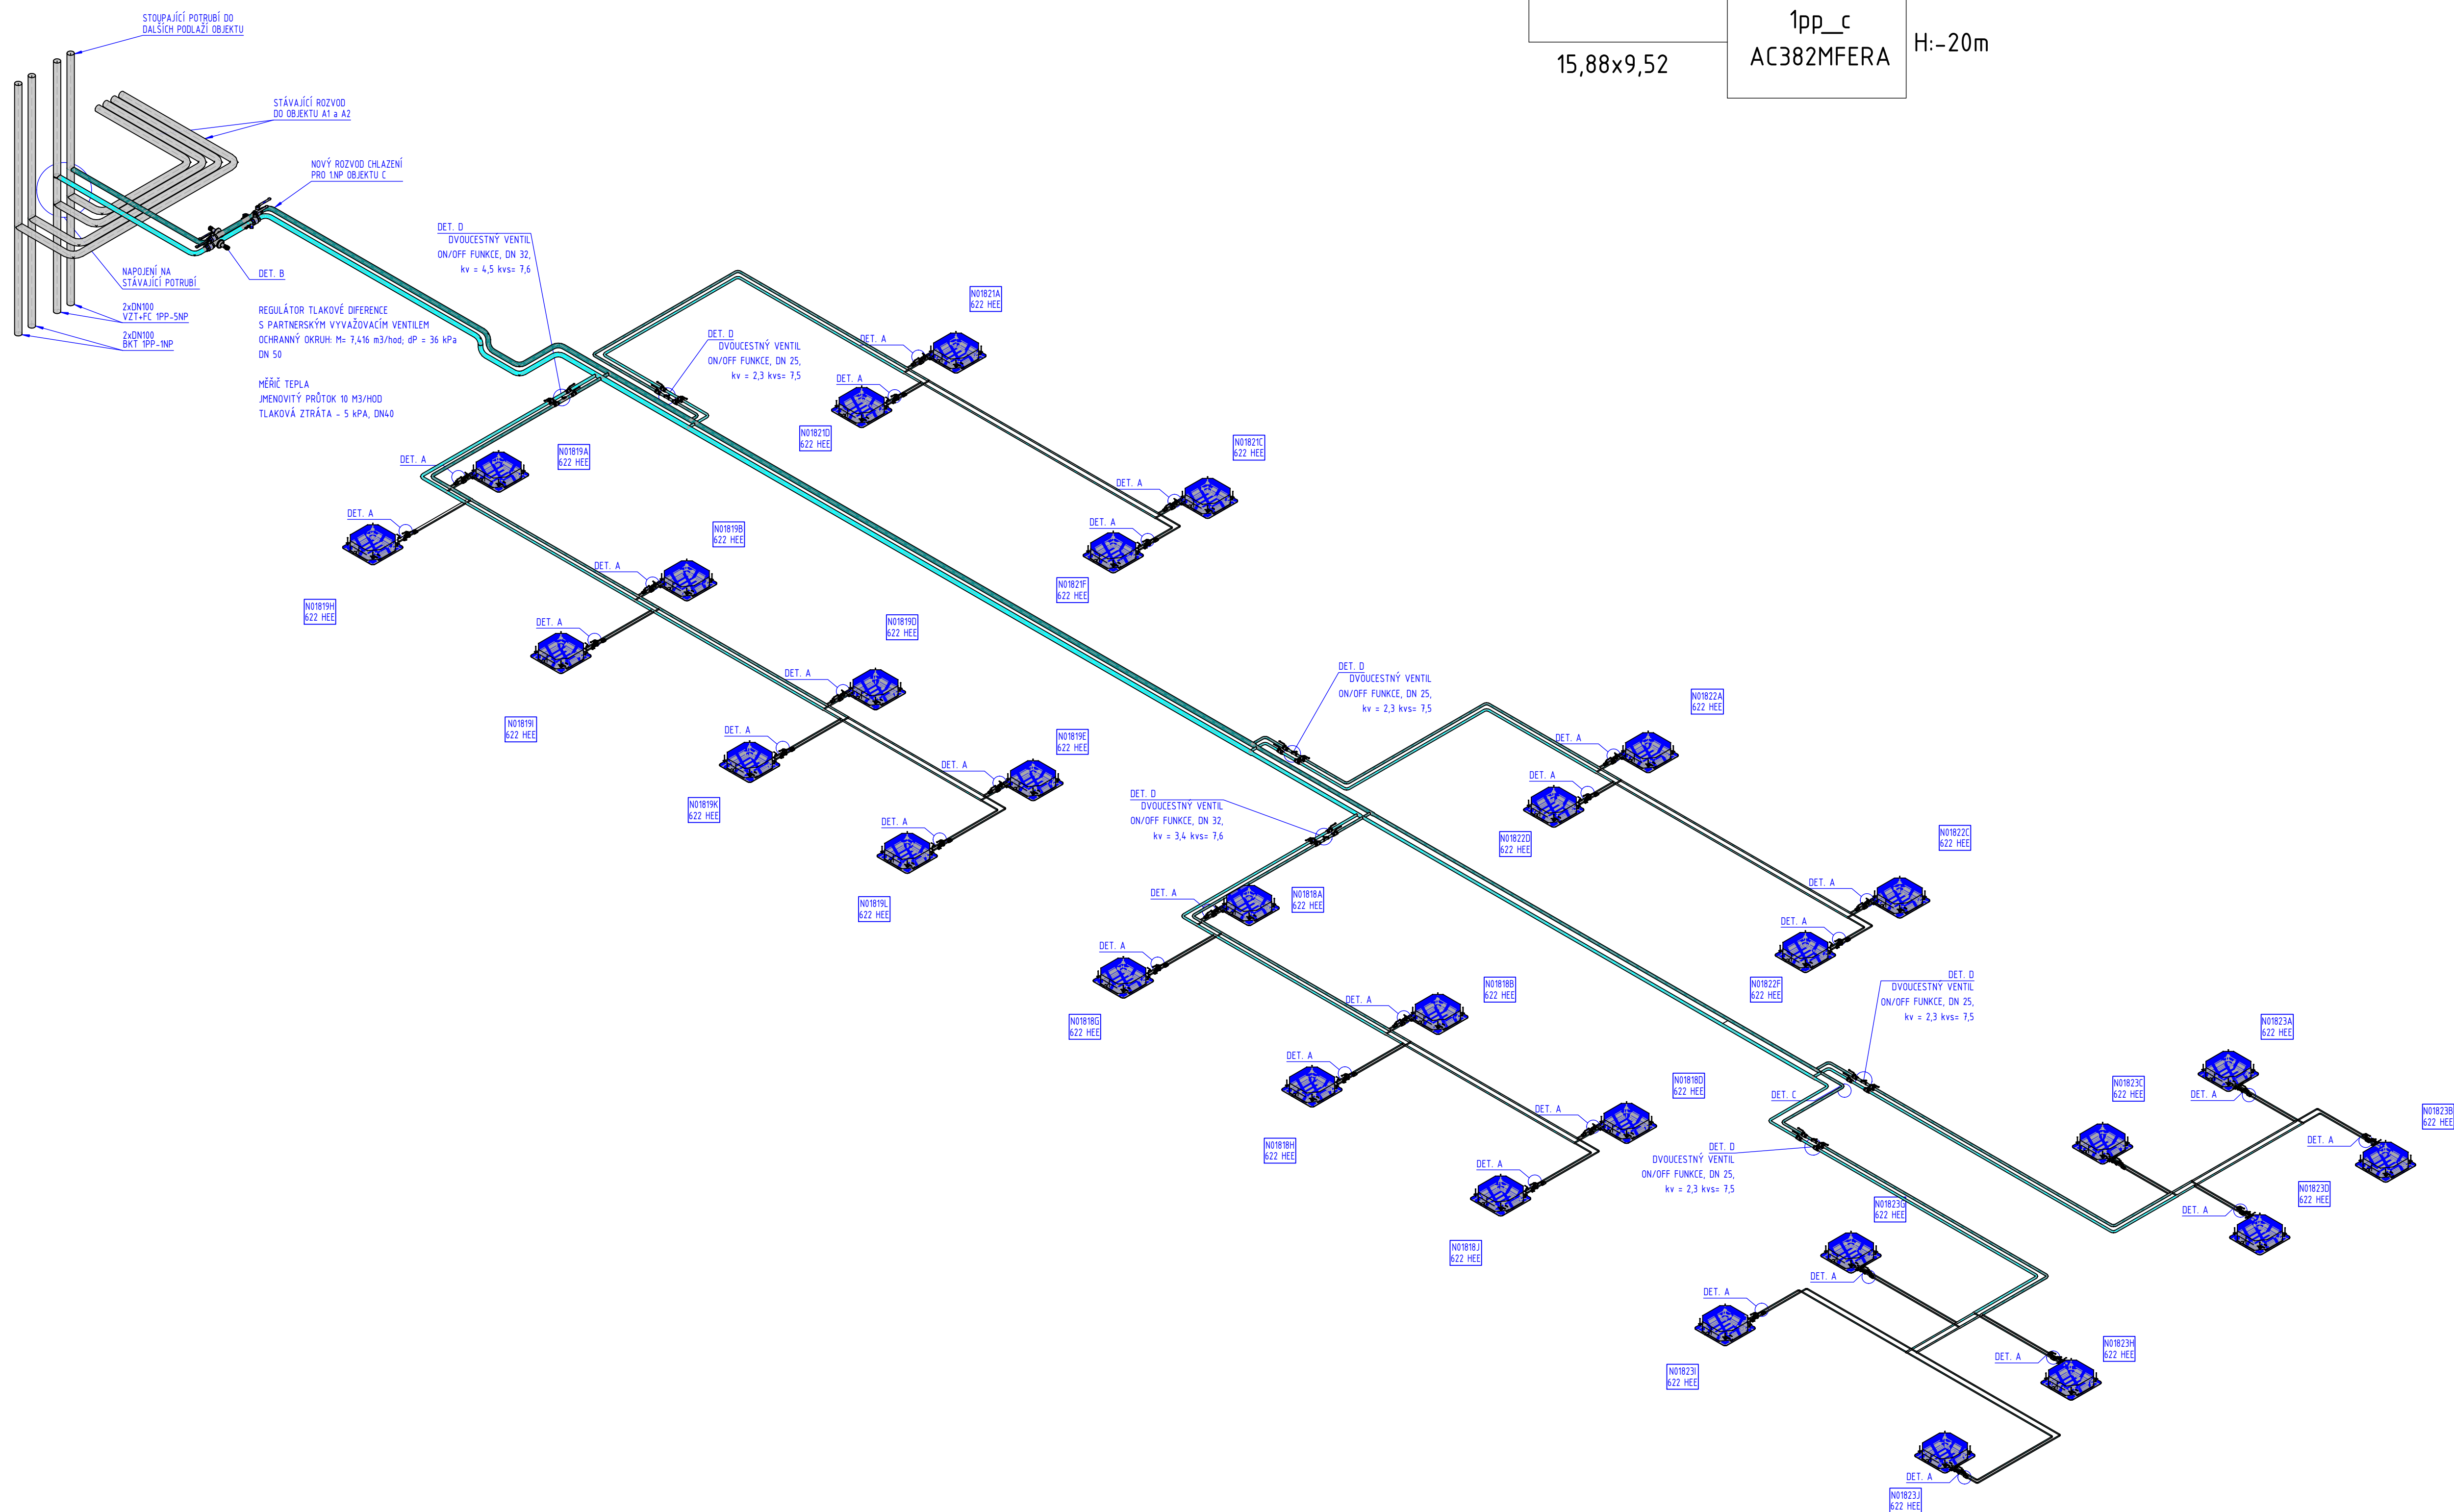 STOUPAJÍCÍ POTRUBÍ DO
DALŠÍCH PODLAŽÍ OBJEKTU
1pp_c
AC382MFERA
H:-20m
15,88x9,52
STÁVAJÍCÍ ROZVOD
DO OBJEKTU A1 a A2
NOVÝ ROZVOD CHLAZENÍ
PRO 1.NP OBJEKTU C
NAPOJENÍ NA
STÁVAJÍCÍ POTRUBÍ
DET. B
2xDN100
VZT+FC 1PP-5NP
2xDN100
BKT 1PP-1NP
REGULÁTOR TLAKOVÉ DIFERENCE
S PARTNERSKÝM VYVAŽOVACÍM VENTILEM
OCHRANNÝ OKRUH: M= 7,416 m3/hod; dP = 36 kPa
DN 50
MĚŘIČ TEPLA
JMENOVITÝ PRŮTOK 10 M3/HOD
TLAKOVÁ ZTRÁTA - 5 kPA, DN40
DET. D
DVOUCESTNÝ VENTIL
ON/OFF FUNKCE, DN 32,
kv = 4,5 kvs= 7,6
DET. D
DVOUCESTNÝ VENTIL
ON/OFF FUNKCE, DN 25,
kv = 2,3 kvs= 7,5
N01821A
622 HEE
DET. A
DET. A
N01821D
622 HEE
N01821C
622 HEE
DET. A
DET. A
N01821F
622 HEE
N01819A
622 HEE
DET. A
DET. A
N01819H
622 HEE
N01819B
622 HEE
DET. A
DET. A
N01819I
622 HEE
N01819D
622 HEE
DET. A
DET. A
N01819K
622 HEE
N01819E
622 HEE
DET. A
DET. A
N01819L
622 HEE
DET. D
DVOUCESTNÝ VENTIL
ON/OFF FUNKCE, DN 25,
kv = 2,3 kvs= 7,5
N01822A
622 HEE
DET. A
DET. A
N01822D
622 HEE
N01822C
622 HEE
DET. A
DET. A
N01822F
622 HEE
DET. D
DVOUCESTNÝ VENTIL
ON/OFF FUNKCE, DN 32,
kv = 3,4 kvs= 7,6
DET. A
N01818A
622 HEE
DET. A
N01818G
622 HEE
N01818B
622 HEE
DET. A
DET. A
N01818H
622 HEE
N01818D
622 HEE
DET. A
DET. A
N01818J
622 HEE
DET. D
DVOUCESTNÝ VENTIL
ON/OFF FUNKCE, DN 25,
kv = 2,3 kvs= 7,5
DET. C
DET. D
DVOUCESTNÝ VENTIL
ON/OFF FUNKCE, DN 25,
kv = 2,3 kvs= 7,5
N01823A
622 HEE
N01823C
622 HEE
DET. A
N01823B
622 HEE
DET. A
N01823D
622 HEE
DET. A
N01823G
622 HEE
DET. A
DET. A
N01823I
622 HEE
N01823H
622 HEE
DET. A
DET. A
N01823J
622 HEE